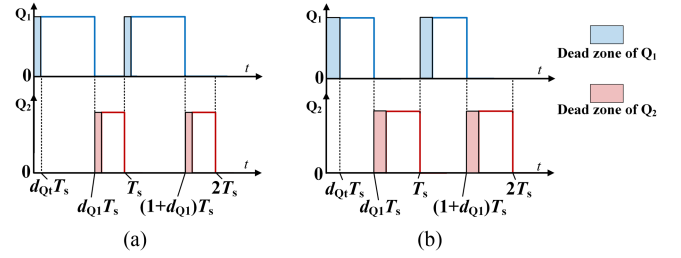 Q1
0
t
Q2
0
t
dQtTs
dQ1Ts
Ts
(1+dQ1)Ts
2Ts
(a)
Q1
0
t
Q2
0
t
dQtTs
dQ1Ts
Ts
(1+dQ1)Ts
2Ts
(b)
Dead zone of Q1
Dead zone of Q2